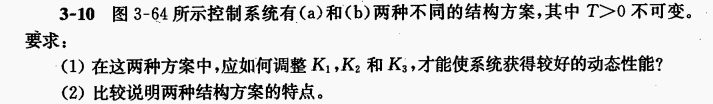 3-10 图 3-64 所示控制系统有(a)和(b)两种不同的结构方案,其中 T>0 不可变。
要求:
(1) 在这两种方案中,应如何调整 K₁,K₂ 和 K₃,才能使系统获得较好的动态性能?
(2) 比较说明两种结构方案的特点。